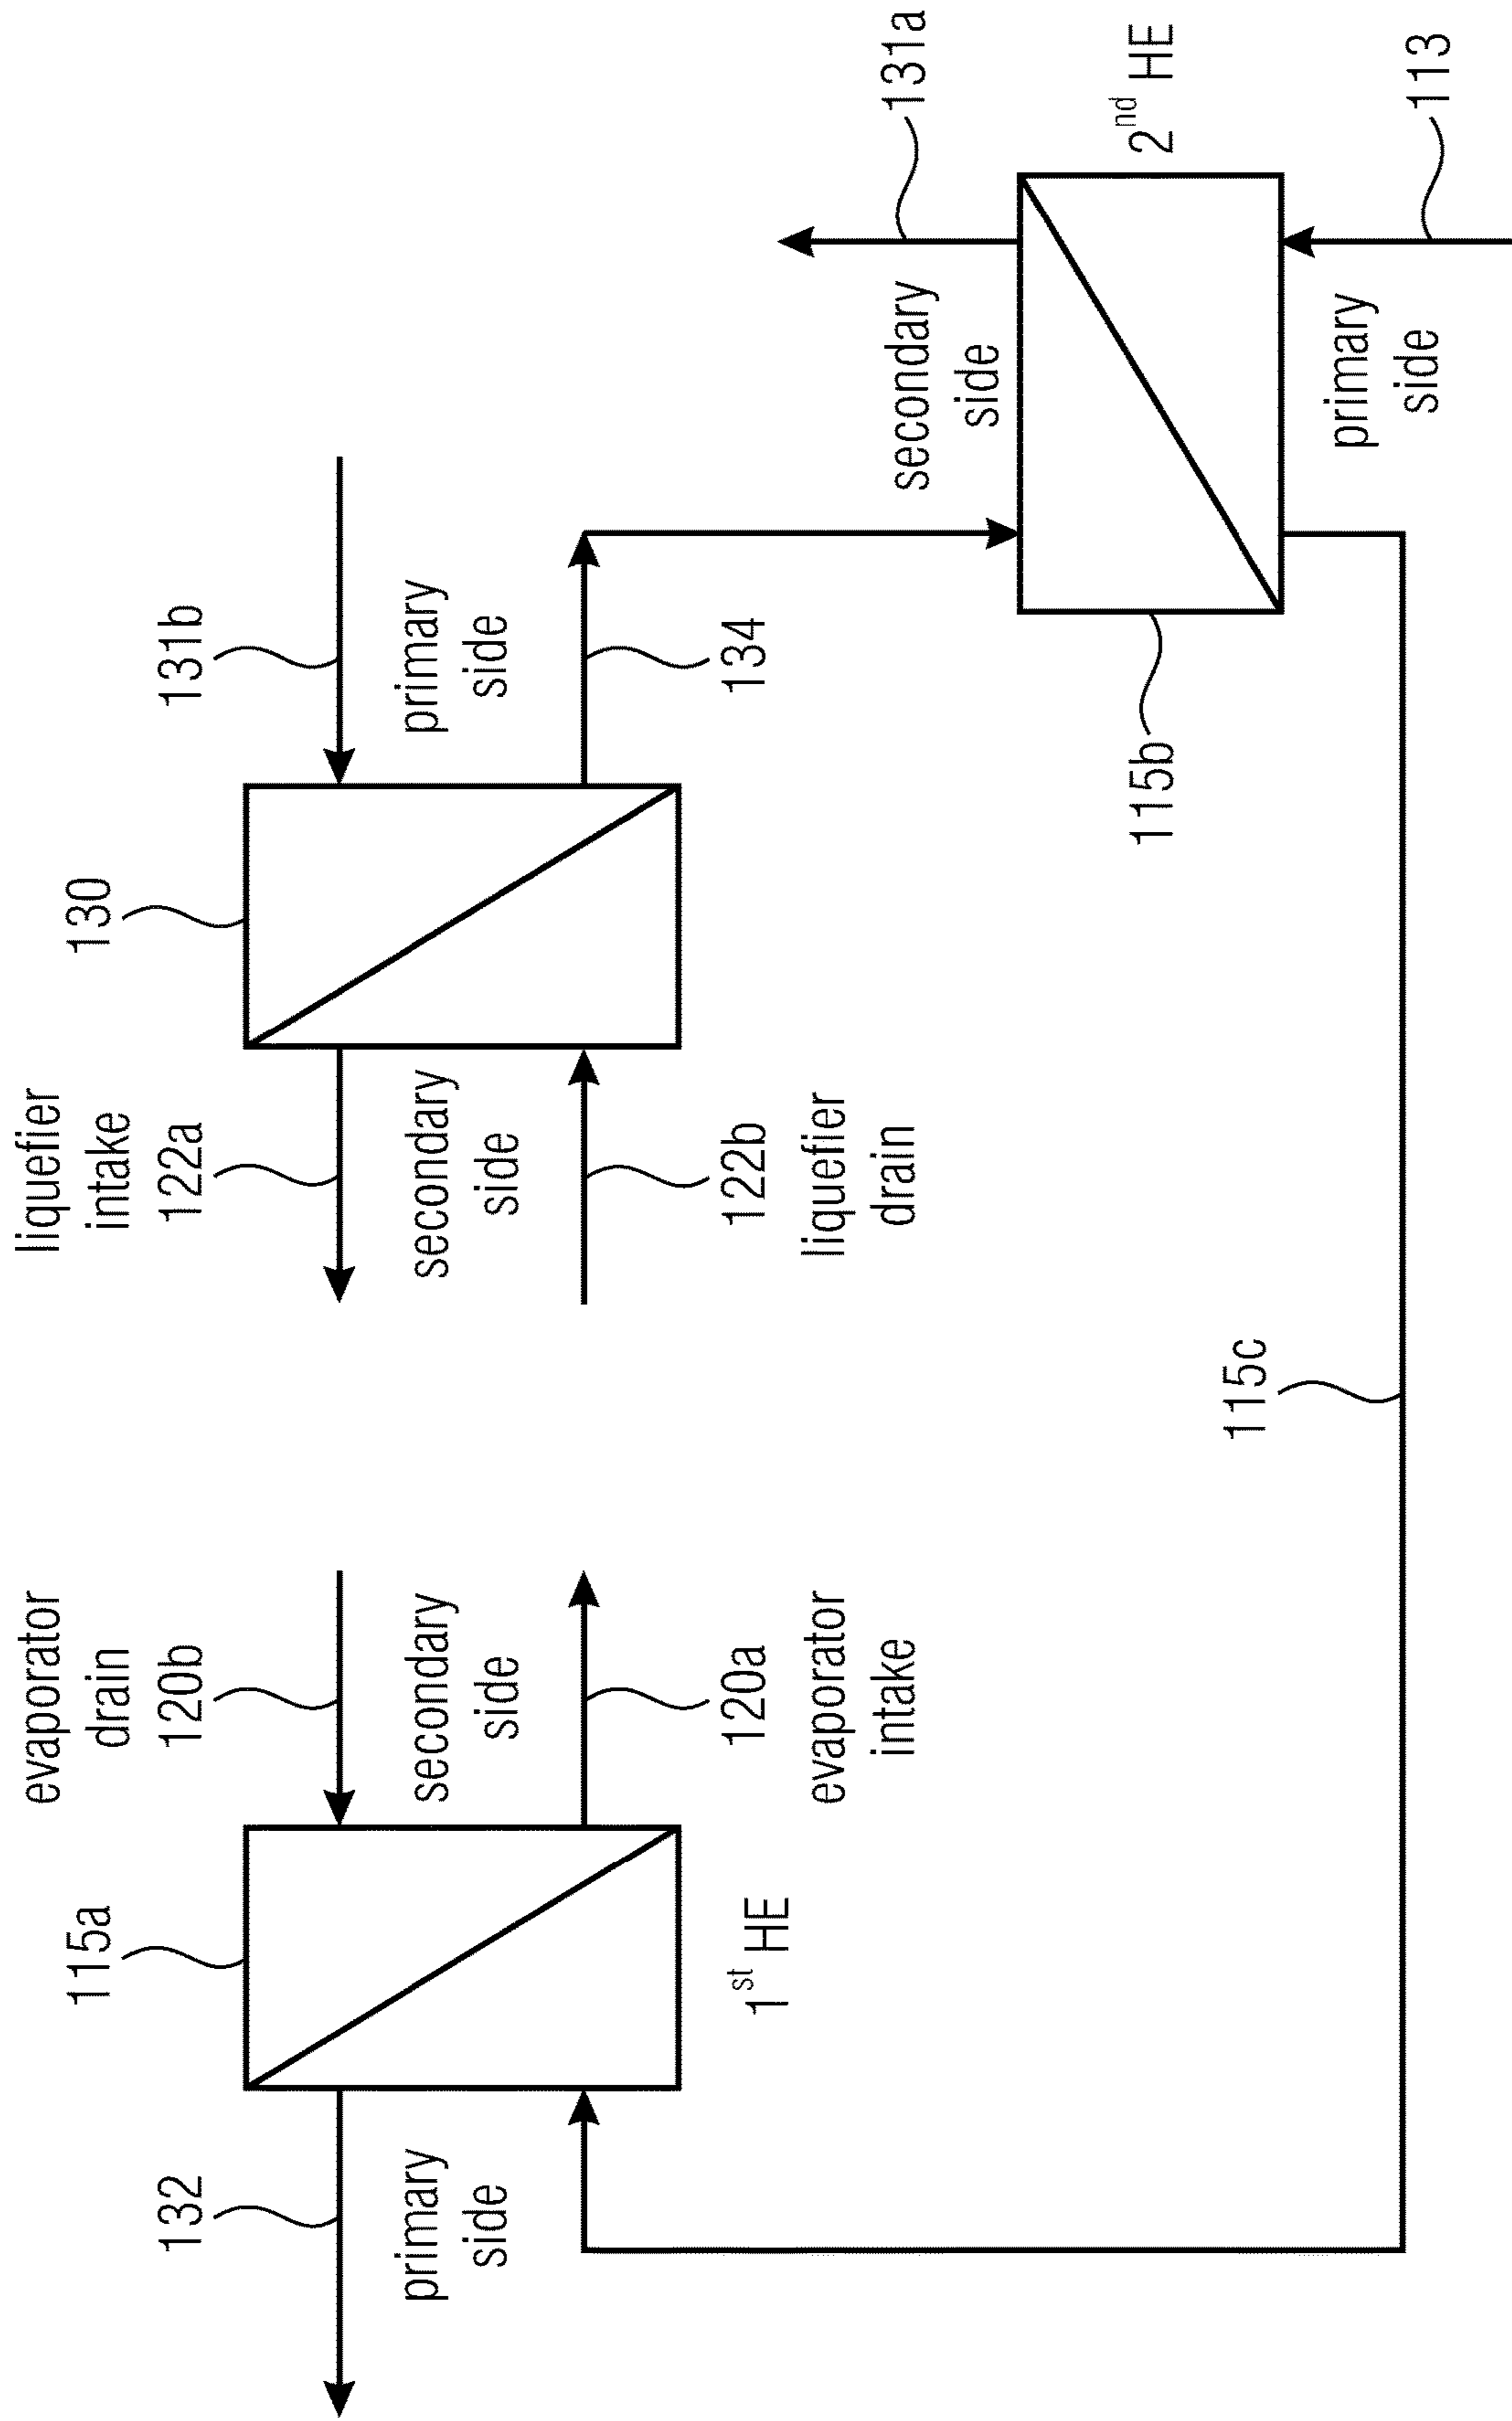 115a
evaporator
drain
120b
liquefier
intake
122a
130
131b
132
primary
side
secondary
side
secondary
side
primary
side
1st HE
120a
evaporator
intake
122b
liquefier
drain
134
secondary
side
131a
115b
2nd HE
115c
primary
side
113